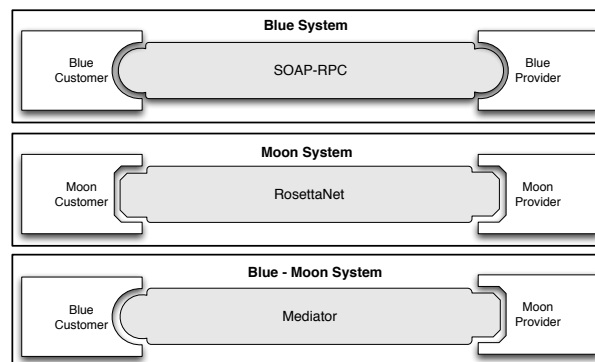 Blue System
Blue
Customer
SOAP-RPC
Blue
Provider
Moon System
Moon
Customer
RosettaNet
Moon
Provider
Blue - Moon System
Blue
Customer
Mediator
Moon
Provider